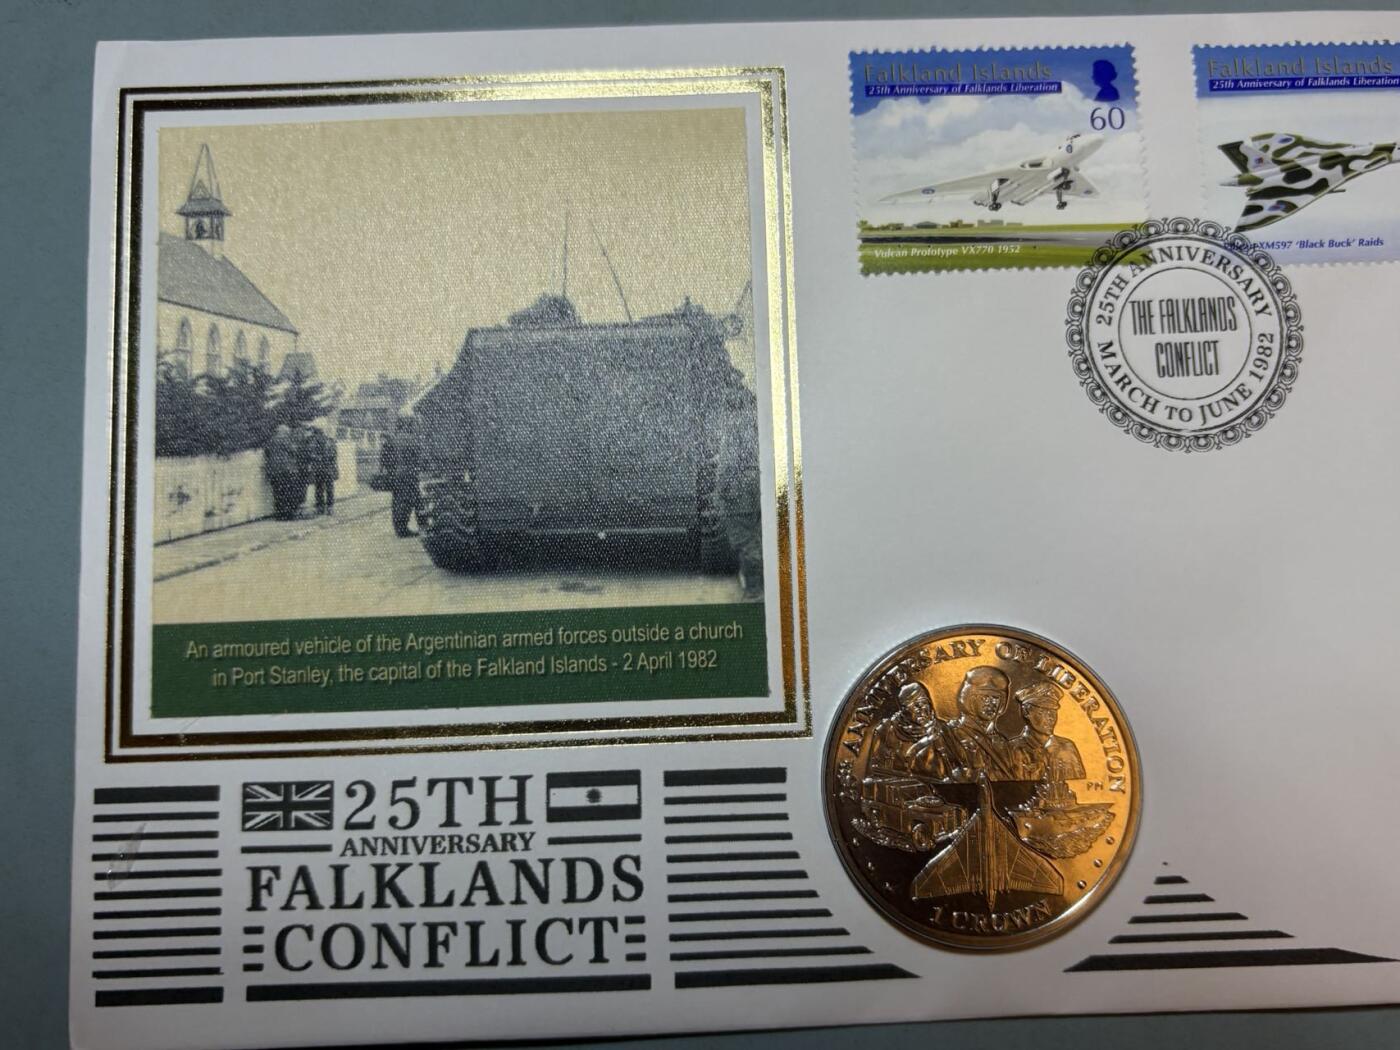 Falkland Islands
25th Anniversary of Falklands Liberation
60
Vulcan Prototype VX770 1952
Falkland Islands
25th Anniversary of Falklands Liberation
XM597 'Black Buck' Raids
25TH ANNIVERSARY
THE FALKLANDS
CONFLICT
MARCH TO JUNE 1982
An armoured vehicle of the Argentinian armed forces outside a church
in Port Stanley, the capital of the Falkland Islands - 2 April 1982
25TH
ANNIVERSARY
FALKLANDS
CONFLICT
25th ANNIVERSARY OF LIBERATION
PM
1 CROWN